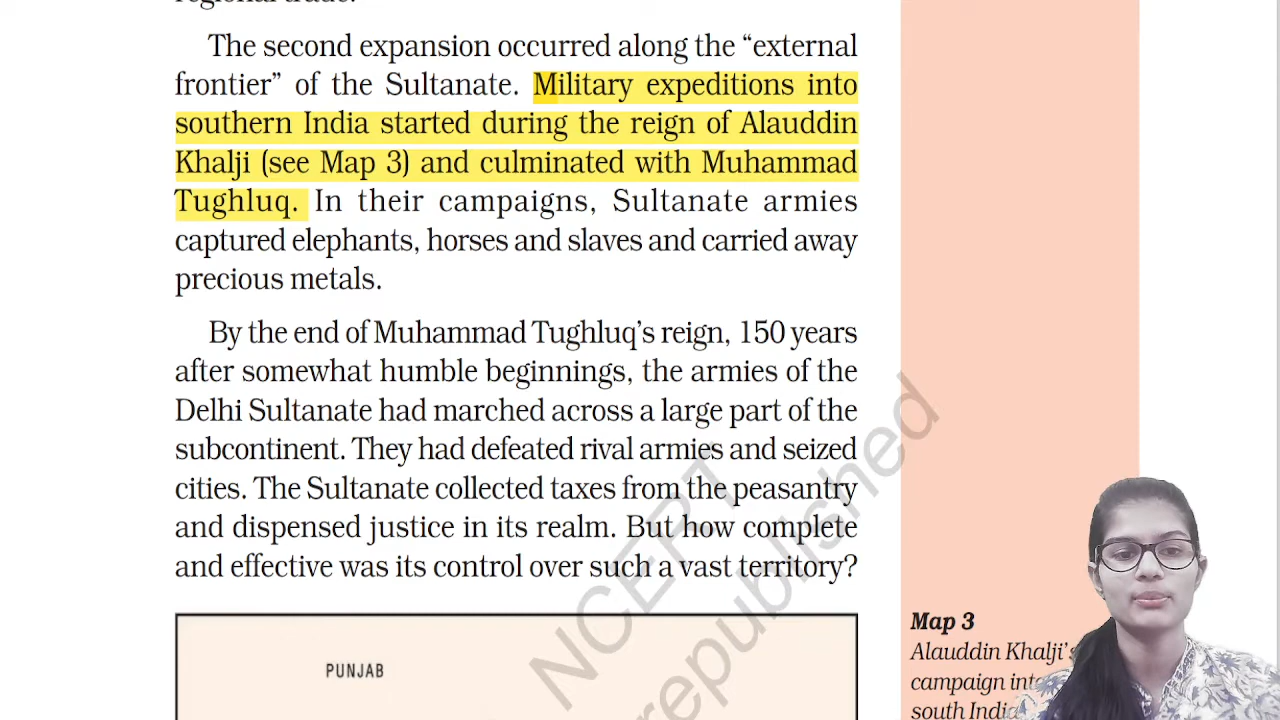 regional trade.
The second expansion occurred along the “external
frontier” of the Sultanate. Military expeditions into
southern India started during the reign of Alauddin
Khalji (see Map 3) and culminated with Muhammad
Tughluq. In their campaigns, Sultanate armies
captured elephants, horses and slaves and carried away
precious metals.
By the end of Muhammad Tughluq’s reign, 150 years
after somewhat humble beginnings, the armies of the
Delhi Sultanate had marched across a large part of the
subcontinent. They had defeated rival armies and seized
cities. The Sultanate collected taxes from the peasantry
and dispensed justice in its realm. But how complete
and effective was its control over such a vast territory?
PUNJAB
Map 3
Alauddin Khalji’s
campaign into
south India
NCERT
republished